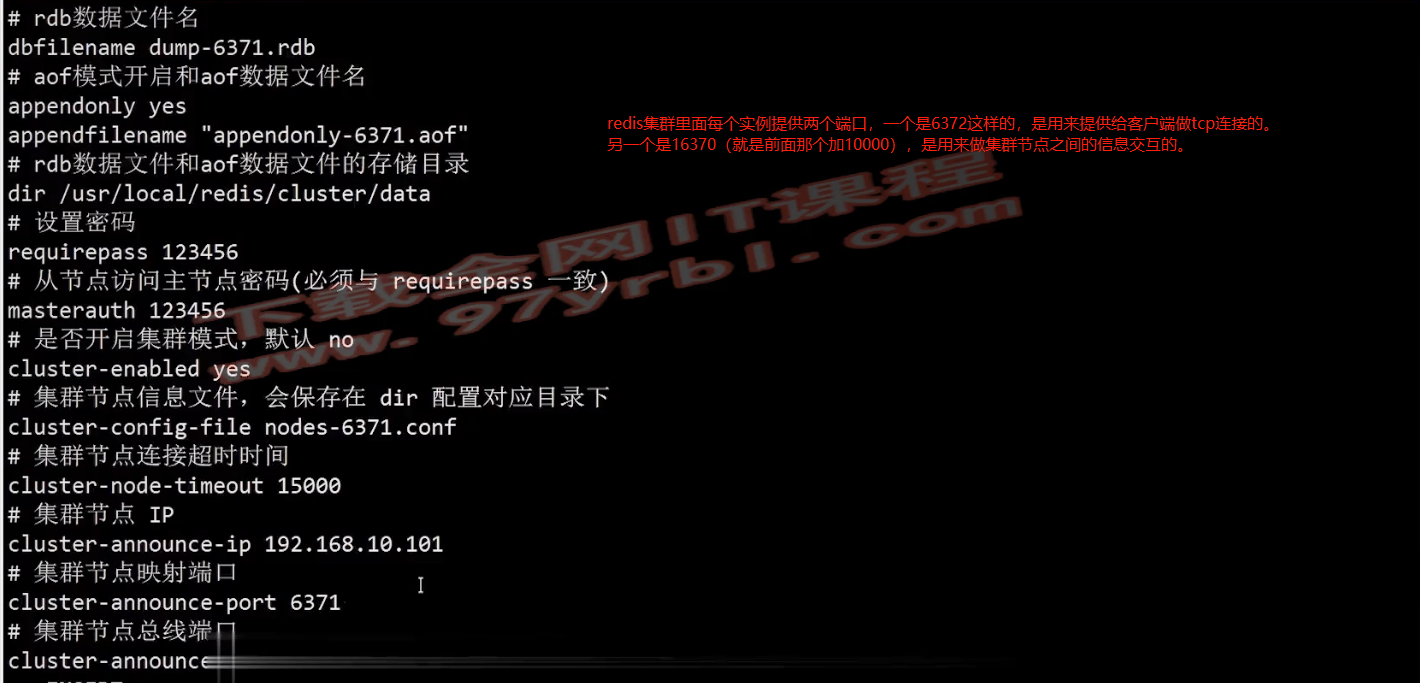 # rdb数据文件名
dbfilename dump-6371.rdb
# aof模式开启和aof数据文件名
appendonly yes
appendfilename "appendonly-6371.aof"
# rdb数据文件和aof数据文件的存储目录
dir /usr/local/redis/cluster/data
# 设置密码
requirepass 123456
# 从节点访问主节点密码(必须与 requirepass 一致)
masterauth 123456
# 是否开启集群模式，默认 no
cluster-enabled yes
# 集群节点信息文件，会保存在 dir 配置对应目录下
cluster-config-file nodes-6371.conf
# 集群节点连接超时时间
cluster-node-timeout 15000
# 集群节点 IP
cluster-announce-ip 192.168.10.101
# 集群节点映射端口
cluster-announce-port 6371
# 集群节点总线端口
cluster-announce
redis集群里面每个实例提供两个端口，一个是6372这样的，是用来提供给客户端做tcp连接的。
另一个是16370（就是前面那个加10000），是用来做集群节点之间的信息交互的。
下载全网IT课程
www.97yrbl.com